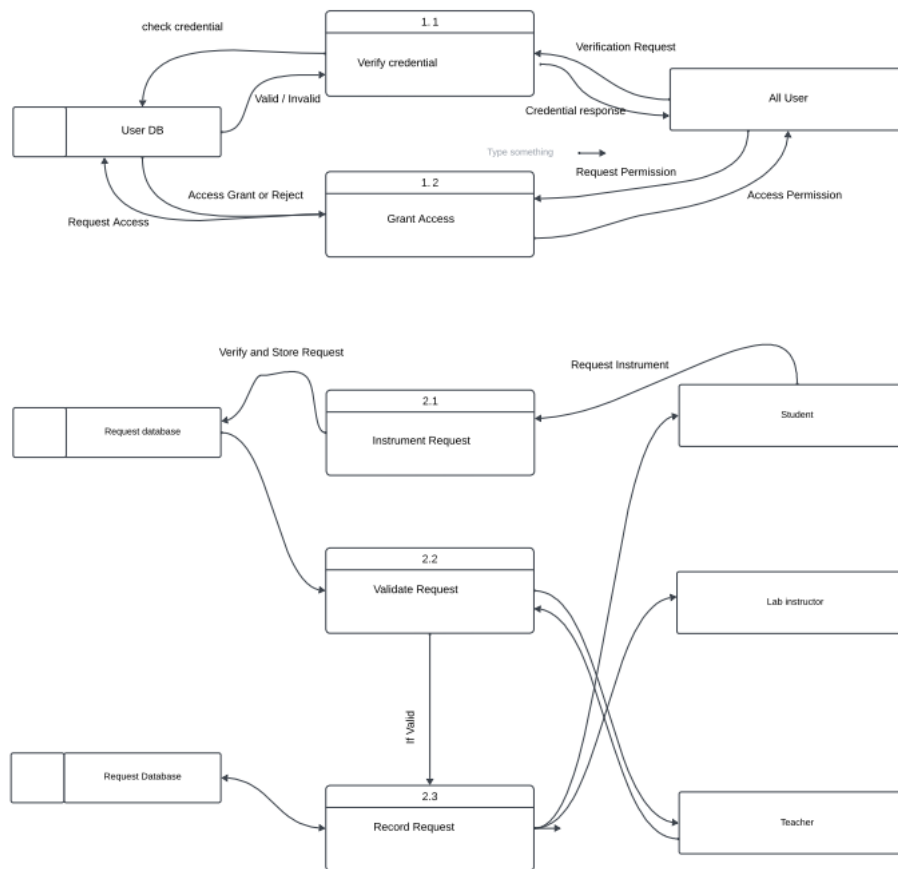 1. 1
check credential
Verification Request
Verify credential
Valid / Invalid
All User
Credential response
User DB
Type something
1. 2
Request Permission
Access Grant or Reject
Access Permission
Request Access
Grant Access
Verify and Store Request
Request Instrument
2.1
Student
Request database
Instrument Request
2.2
Validate Request
Lab instructor
If Valid
Request Database
2.3
Record Request
Teacher